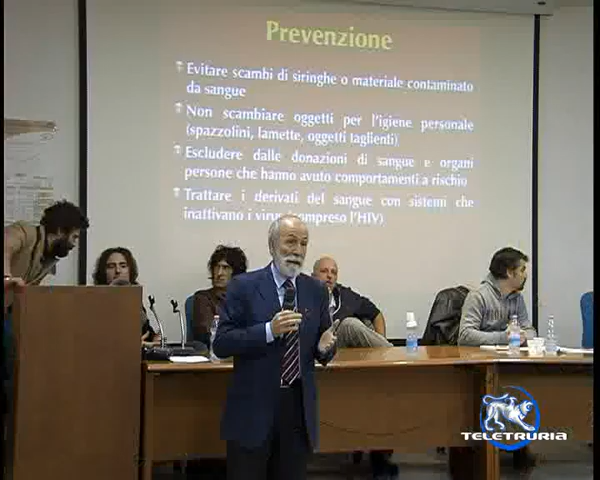 Prevenzione
Evitare scambi di siringhe o materiale contaminato
da sangue
Non scambiare oggetti per l'igiene personale
(spazzolini, lamette, oggetti taglienti)
Escludere dalle donazioni di sangue e organi
persone che hanno avuto comportamenti a rischio
Trattare i derivati del sangue con sistemi che
inattivano i virus compreso l'HIV)
TELETRURIA